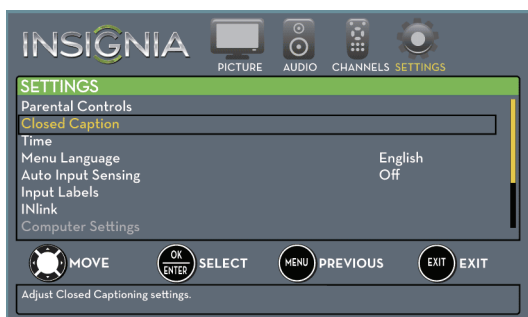 INSIGNIA
PICTURE AUDIO CHANNELS SETTINGS
SETTINGS
Parental Controls
Closed Caption
Time
Menu Language English
Auto Input Sensing Off
Input Labels
INlink
Computer Settings
MOVE OK ENTER SELECT MENU PREVIOUS EXIT EXIT
Adjust Closed Captioning settings.